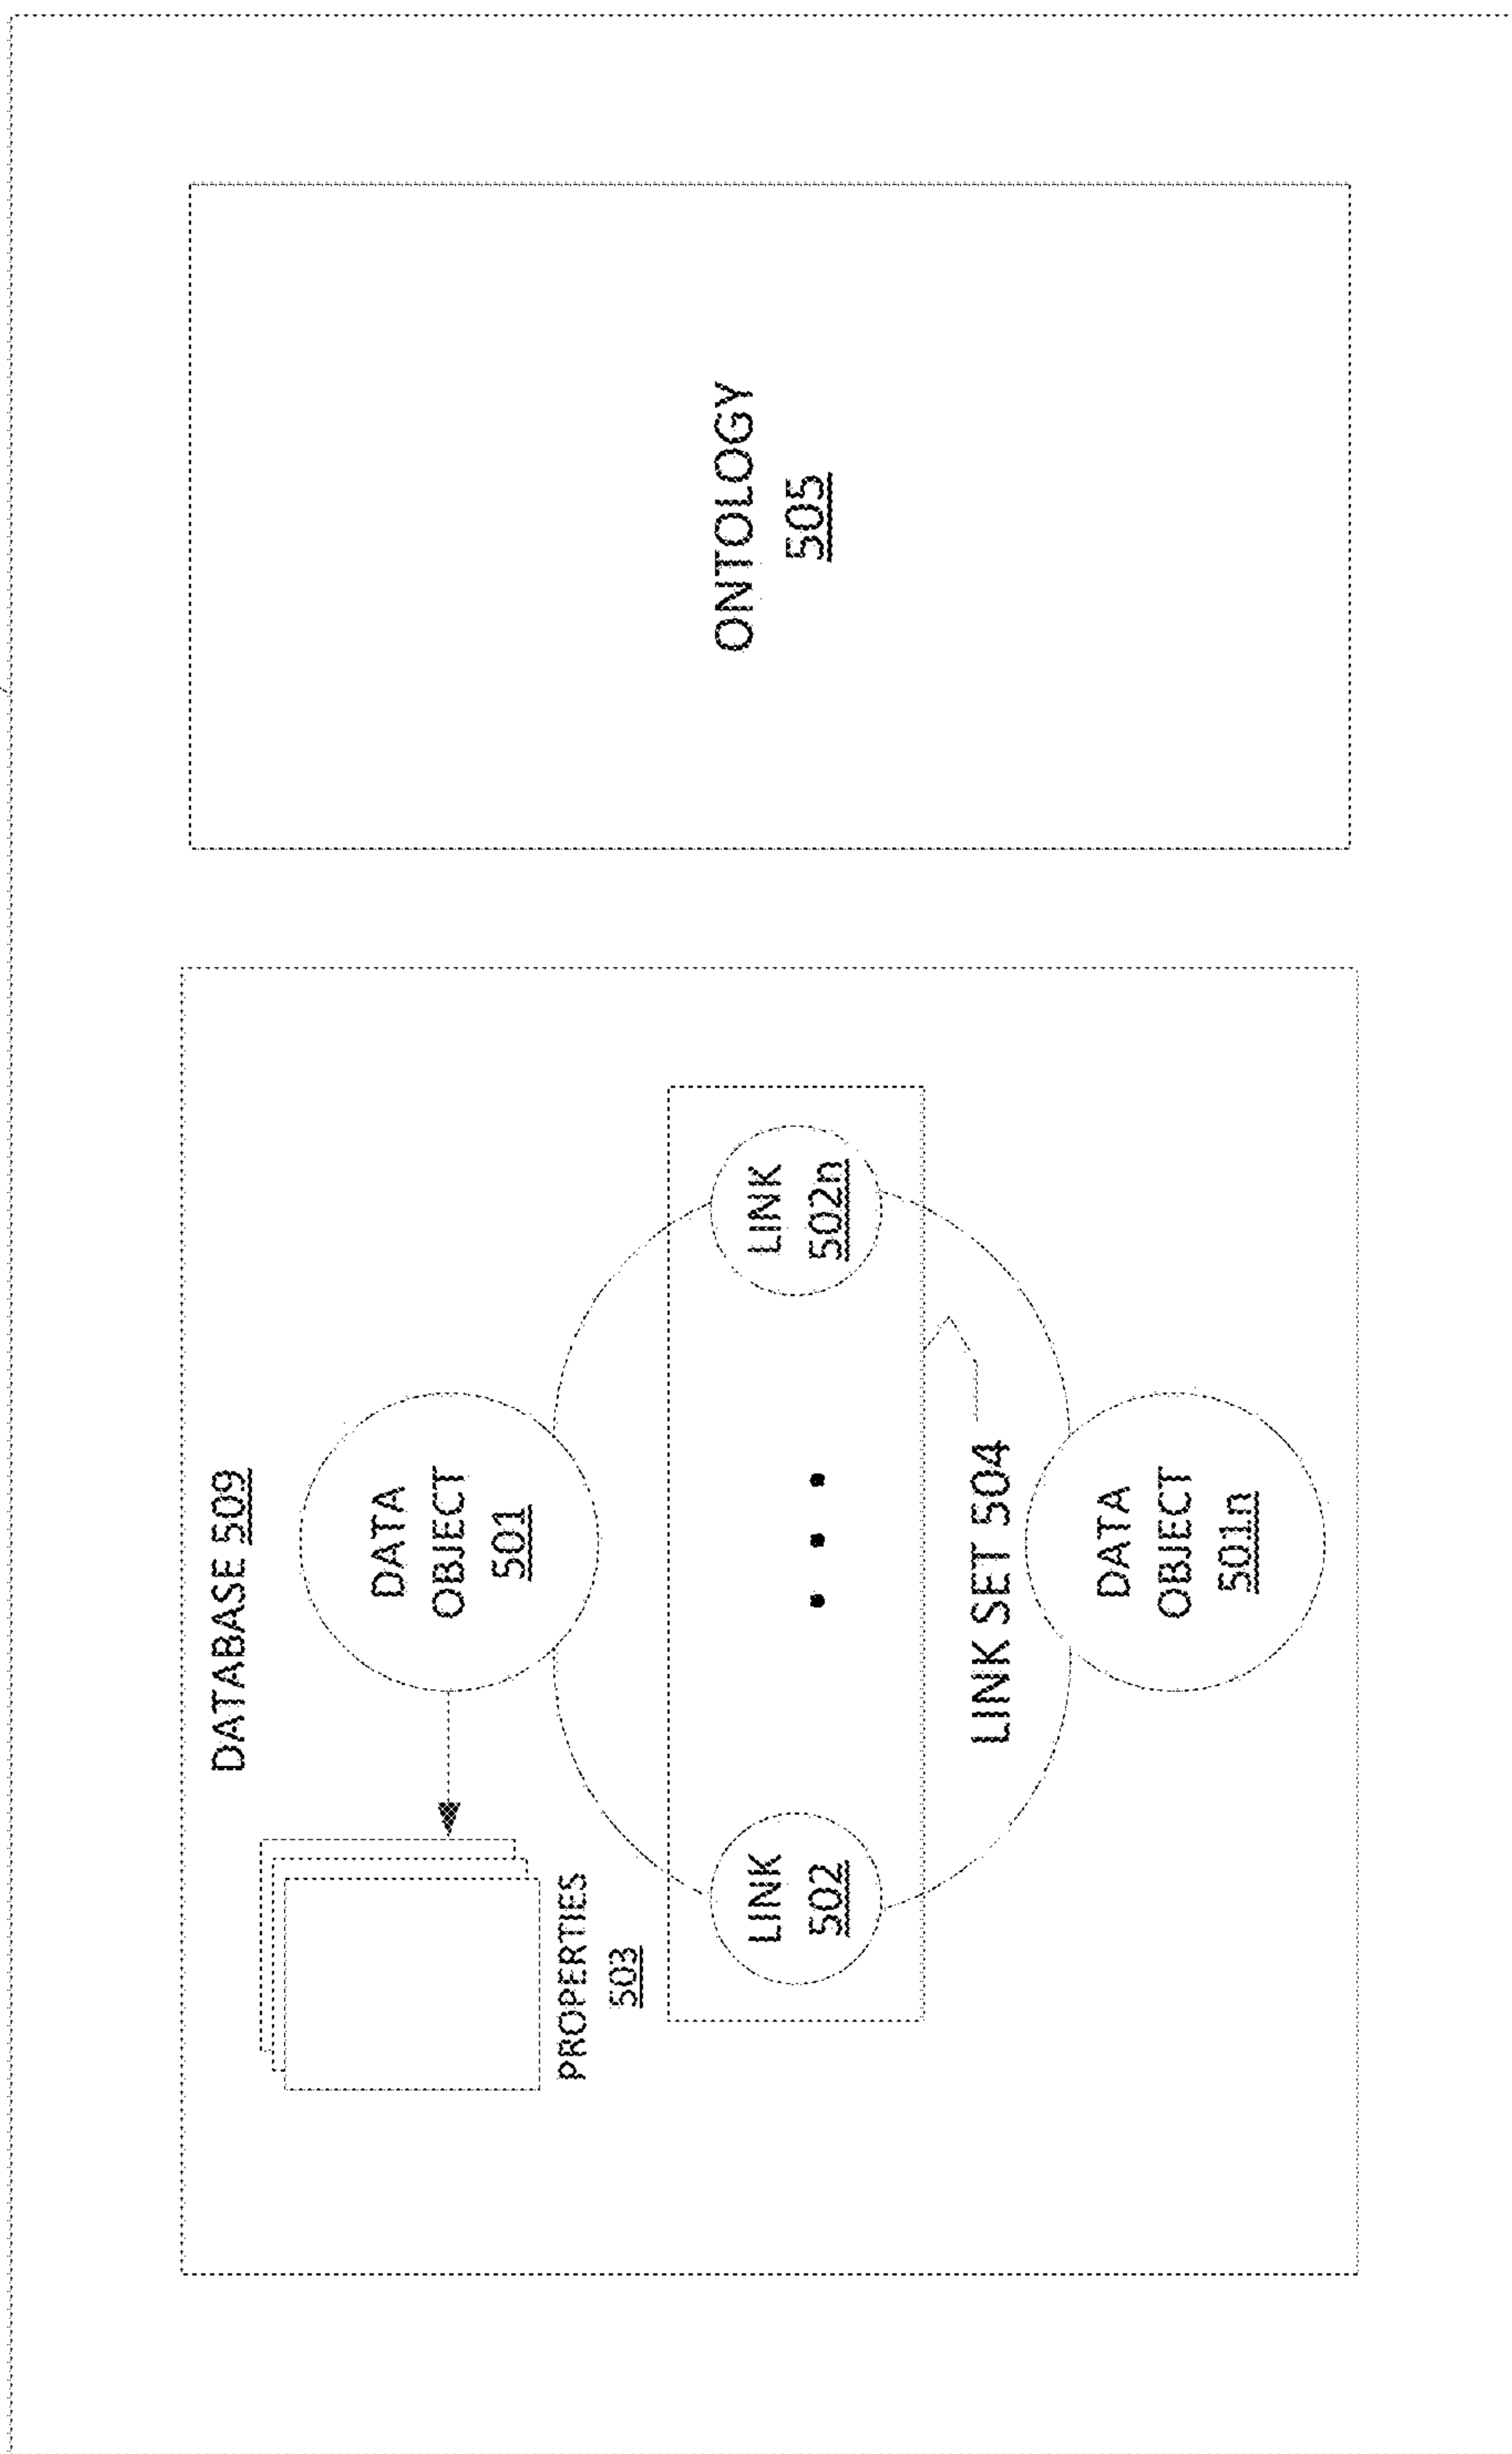 DATABASE 509
DATA
OBJECT
501
PROPERTIES
503
LINK
502
LINK
502n
LINK SET 504
DATA
OBJECT
501n
ONTOLOGY
505